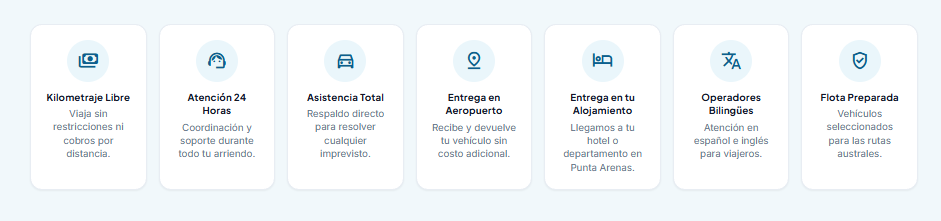 Kilometraje Libre
Viaja sin
restricciones ni
cobros por
distancia.
Atención 24
Horas
Coordinación y
soporte durante
todo tu arriendo.
Asistencia Total
Respaldo directo
para resolver
cualquier
imprevisto.
Entrega en
Aeropuerto
Recibe y devuelve
tu vehículo sin
costo adicional.
Entrega en tu
Alojamiento
Llegamos a tu
hotel o
departamento en
Punta Arenas.
Operadores
Bilingües
Atención en
español e inglés
para viajeros.
Flota Preparada
Vehículos
seleccionados
para las rutas
australes.